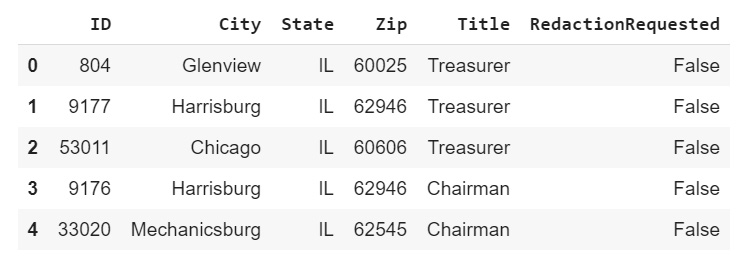 ID City State Zip Title RedactionRequested
0 804 Glenview IL 60025 Treasurer False
1 9177 Harrisburg IL 62946 Treasurer False
2 53011 Chicago IL 60606 Treasurer False
3 9176 Harrisburg IL 62946 Chairman False
4 33020 Mechanicsburg IL 62545 Chairman False